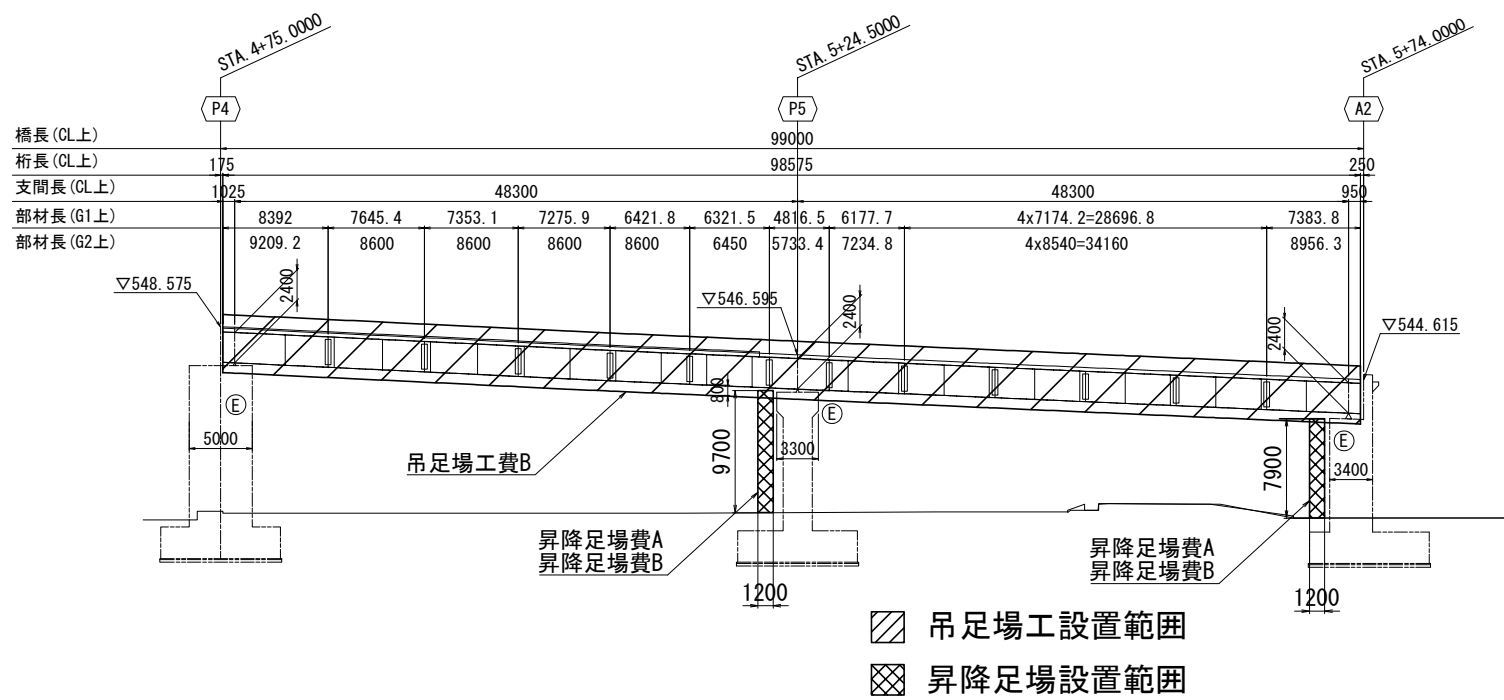 STA. 4+75.0000
STA. 5+24.5000
STA. 5+74.0000
P4
P5
A2
橋長(CL上)
99000
桁長(CL上)
175
98575
250
支間長(CL上)
1025
48300
48300
950
部材長(G1上)
8392
7645.4
7353.1
7275.9
6421.8
6321.5
4816.5
6177.7
4x7174.2=28696.8
7383.8
部材長(G2上)
9209.2
8600
8600
8600
8600
6450
5733.4
7234.8
4x8540=34160
8956.3
▽548.575
2400
▽546.595
2400
2400
▽544.615
800
E
E
E
5000
吊足場工費B
9700
3300
7900
3400
昇降足場費A
昇降足場費B
昇降足場費A
昇降足場費B
1200
1200
吊足場工設置範囲
昇降足場設置範囲